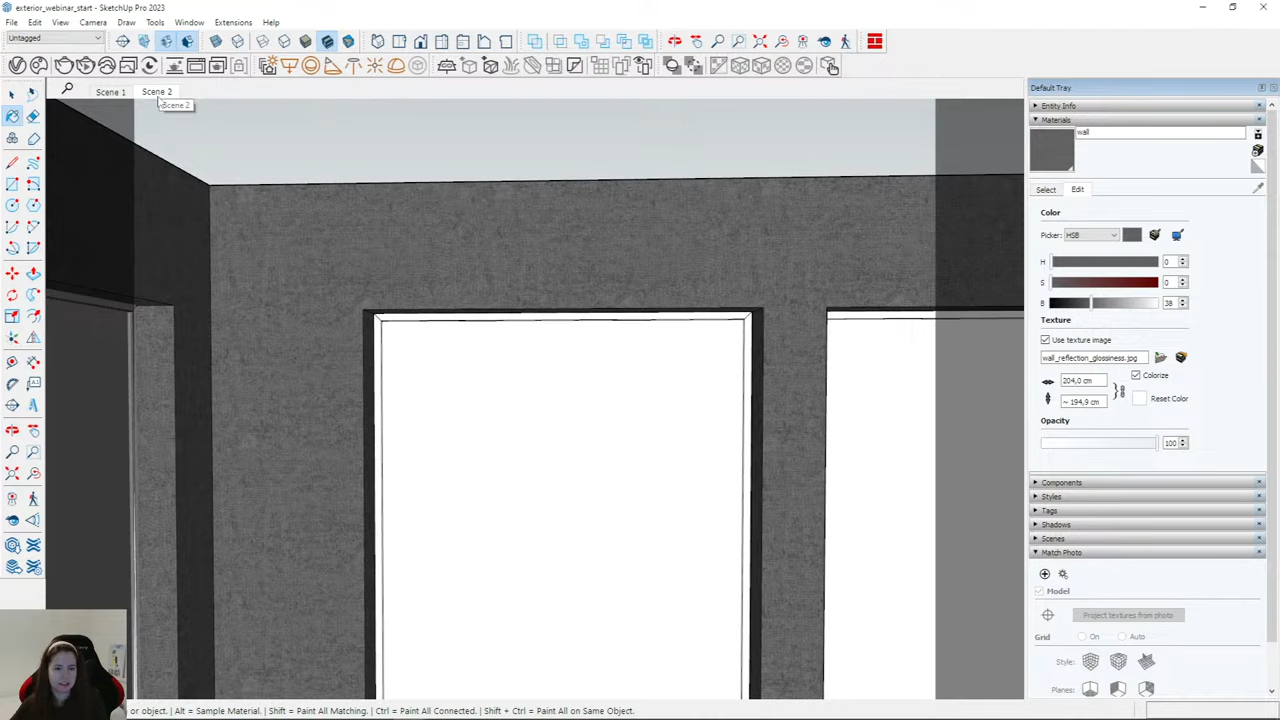 exterior_webinar_start - SketchUp Pro 2023
File Edit View Camera Draw Tools Window Extensions Help
Untagged
Scene 1 Scene 2
Scene 2
Default Tray
Entity Info
Materials
wall
Select Edit
Color
Picker: HSB
H 0
S 0
B 38
Texture
Use texture image
wall_reflection_glossiness.jpg
204,0 cm Colorize
~ 194,9 cm Reset Color
Opacity
100
Components
Styles
Tags
Shadows
Scenes
Match Photo
Model
Project textures from photo
Grid On Auto
Style:
Planes:
or object. | Alt = Sample Material. | Shift = Paint All Matching. | Ctrl = Paint All Connected. | Shift + Ctrl = Paint All on Same Object.